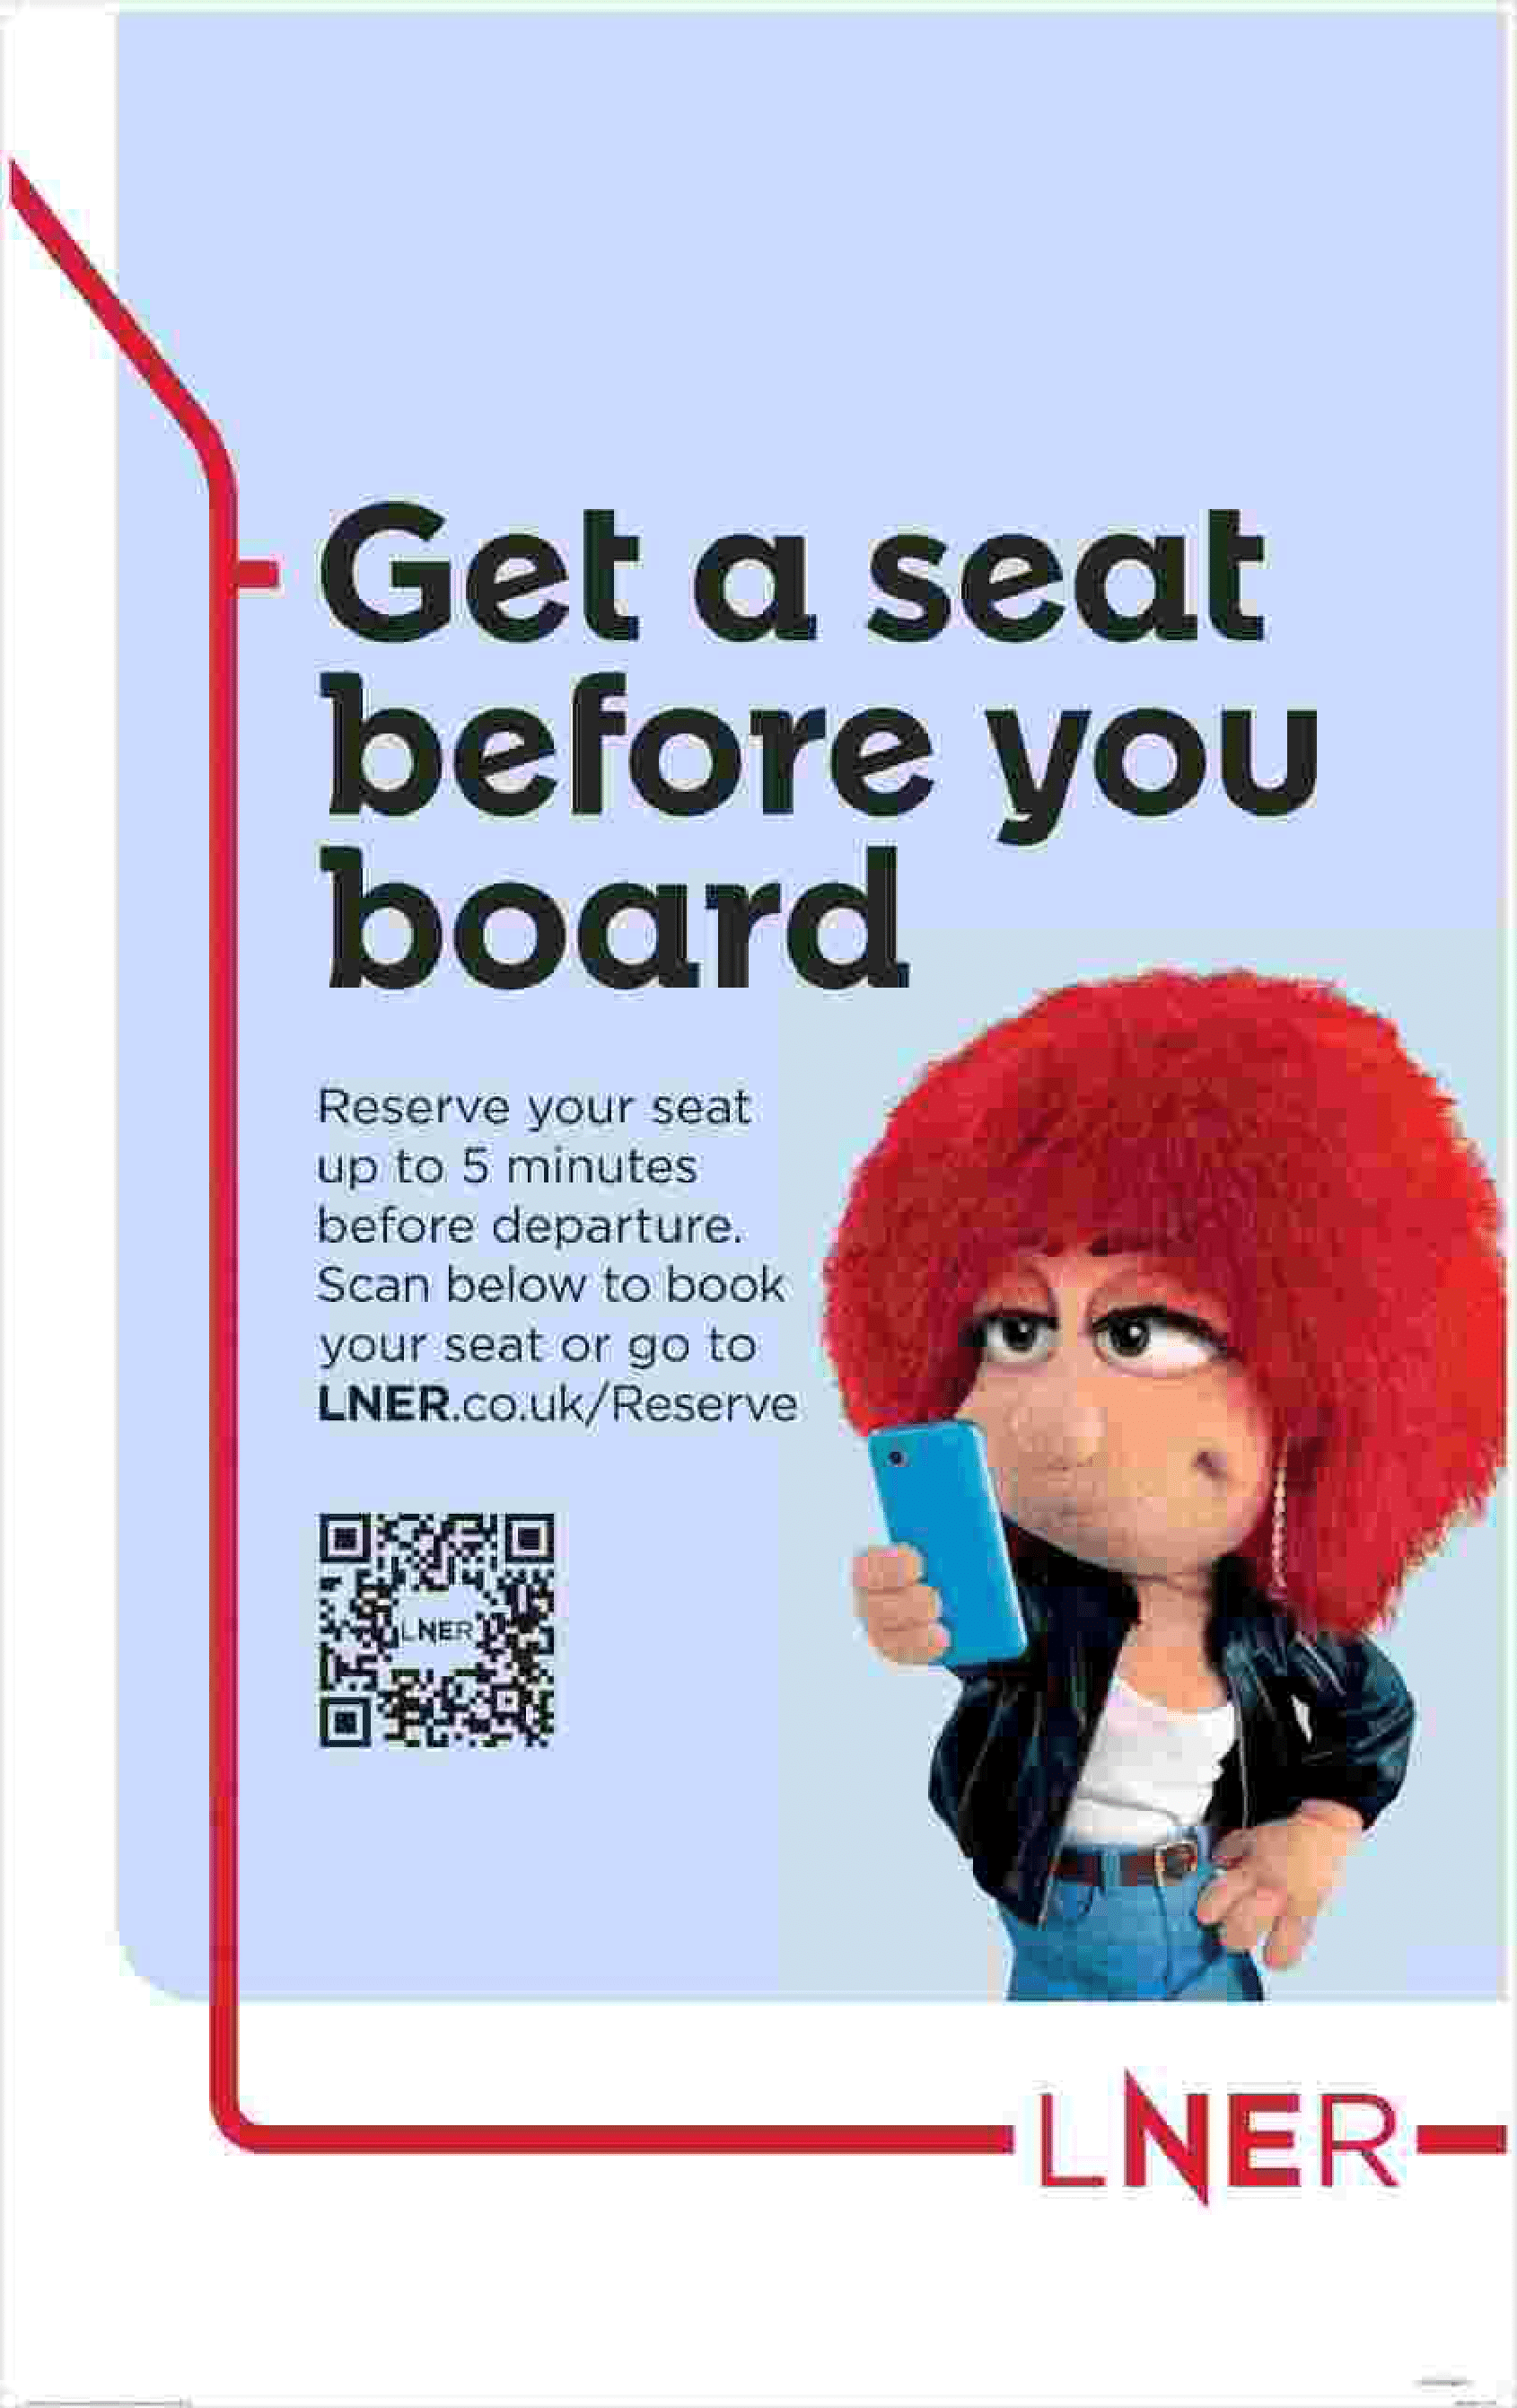 Get a seat
before you
board
Reserve your seat
up to 5 minutes
before departure.
Scan below to book
your seat or go to
LNER.co.uk/Reserve
LNER
LNER